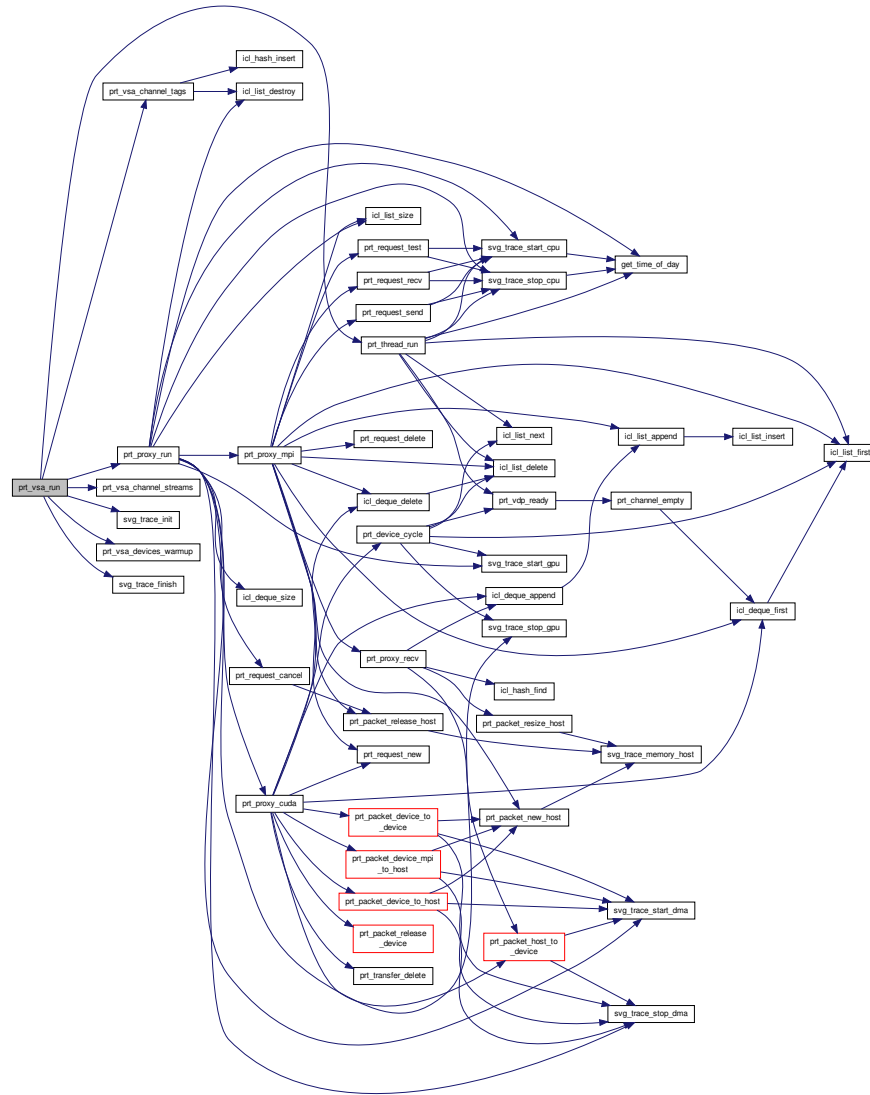 icl_hash_insert
prt_vsa_channel_tags
icl_list_destroy
icl_list_size
prt_request_test
svg_trace_start_cpu
get_time_of_day
prt_request_recv
svg_trace_stop_cpu
prt_request_send
prt_thread_run
icl_list_next
icl_list_append
icl_list_insert
prt_request_delete
prt_proxy_run
prt_proxy_mpi
icl_list_first
icl_list_delete
prt_vsa_run
prt_vsa_channel_streams
icl_deque_delete
prt_vdp_ready
prt_channel_empty
svg_trace_init
prt_device_cycle
prt_vsa_devices_warmup
svg_trace_start_gpu
svg_trace_finish
icl_deque_size
icl_deque_append
icl_deque_first
svg_trace_stop_gpu
prt_proxy_recv
prt_request_cancel
icl_hash_find
prt_packet_release_host
prt_packet_resize_host
prt_request_new
svg_trace_memory_host
prt_proxy_cuda
prt_packet_device_to
_device
prt_packet_new_host
prt_packet_device_mpi
_to_host
prt_packet_device_to_host
svg_trace_start_dma
prt_packet_release
_device
prt_packet_host_to
_device
prt_transfer_delete
svg_trace_stop_dma